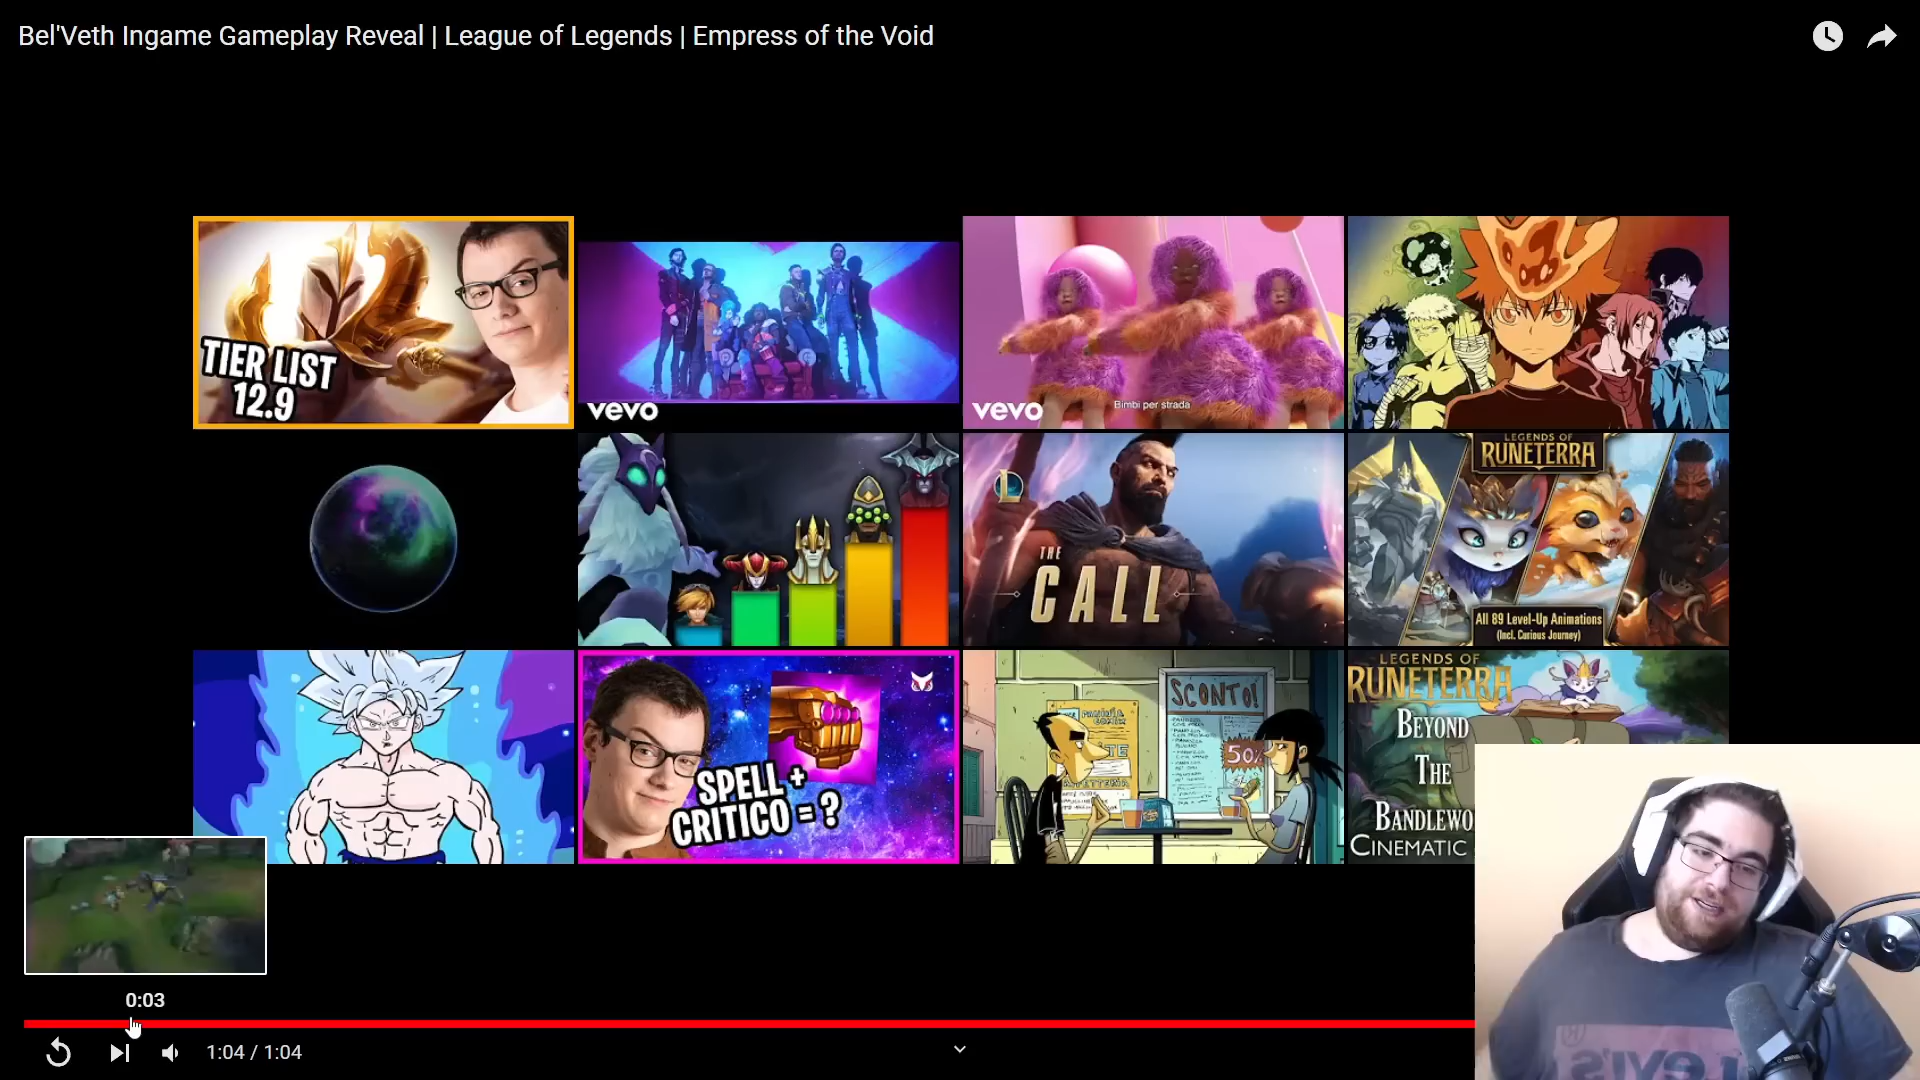 Bel'Veth Ingame Gameplay Reveal | League of Legends | Empress of the Void
TIER LIST
12.9
vevo
vevo
Bimbi per strada
THE
CALL
LEGENDS OF
RUNETERRA
All 89 Level-Up Animations
(Incl. Curious Journey)
SPELL +
CRITICO = ?
SCONTO!
50%
LEGENDS OF
RUNETERRA
BEYOND
THE
BANDLEWO
CINEMATIC
0:03
1:04 / 1:04
LEVI'S